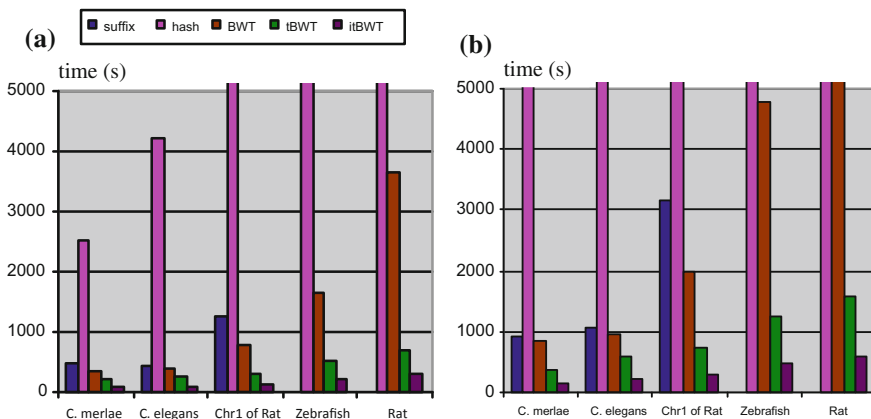 suffix hash BWT tBWT itBWT
(a)
time (s)
5000
4000
3000
2000
1000
0
C. merlae C. elegans Chr1 of Rat Zebrafish Rat
(b)
time (s)
5000
4000
3000
2000
1000
0
C. merlae C. elegans Chr1 of Rat Zebrafish Rat